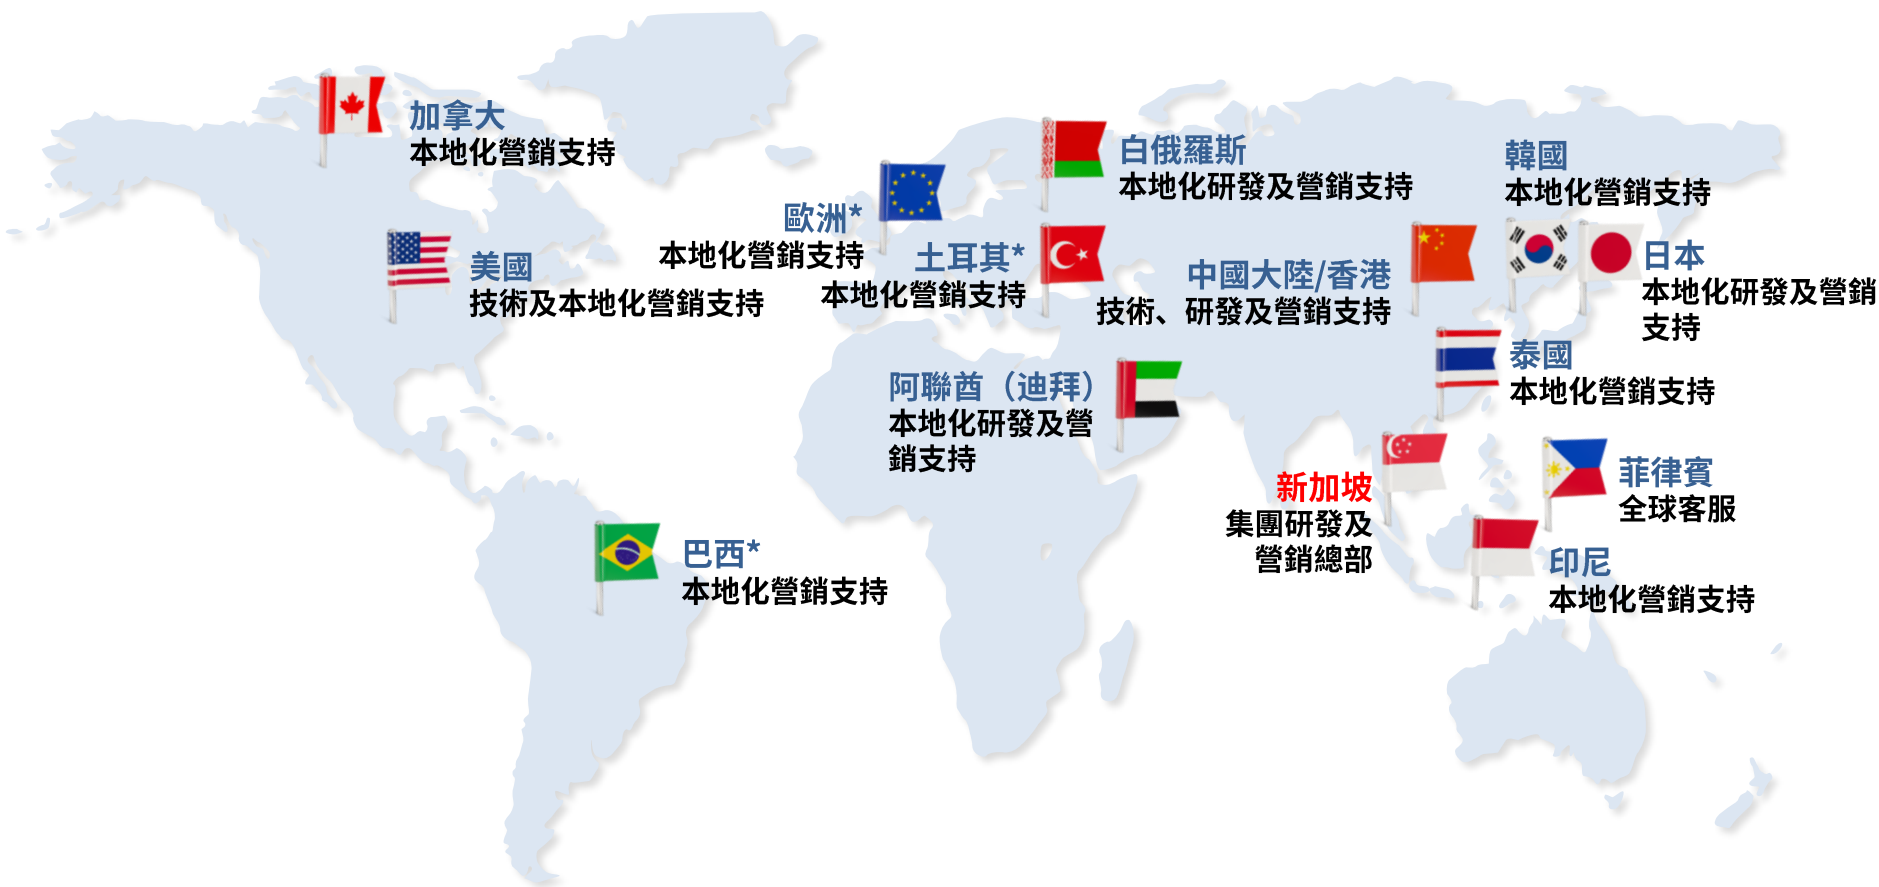 加拿大
本地化營銷支持
白俄羅斯
本地化研發及營銷支持
韓國
本地化營銷支持
歐洲*
本地化營銷支持
美國
技術及本地化營銷支持
土耳其*
本地化營銷支持
中國大陸/香港
技術、研發及營銷支持
日本
本地化研發及營銷
支持
泰國
本地化營銷支持
阿聯酋（迪拜）
本地化研發及營
銷支持
新加坡
集團研發及
營銷總部
菲律賓
全球客服
巴西*
本地化營銷支持
印尼
本地化營銷支持